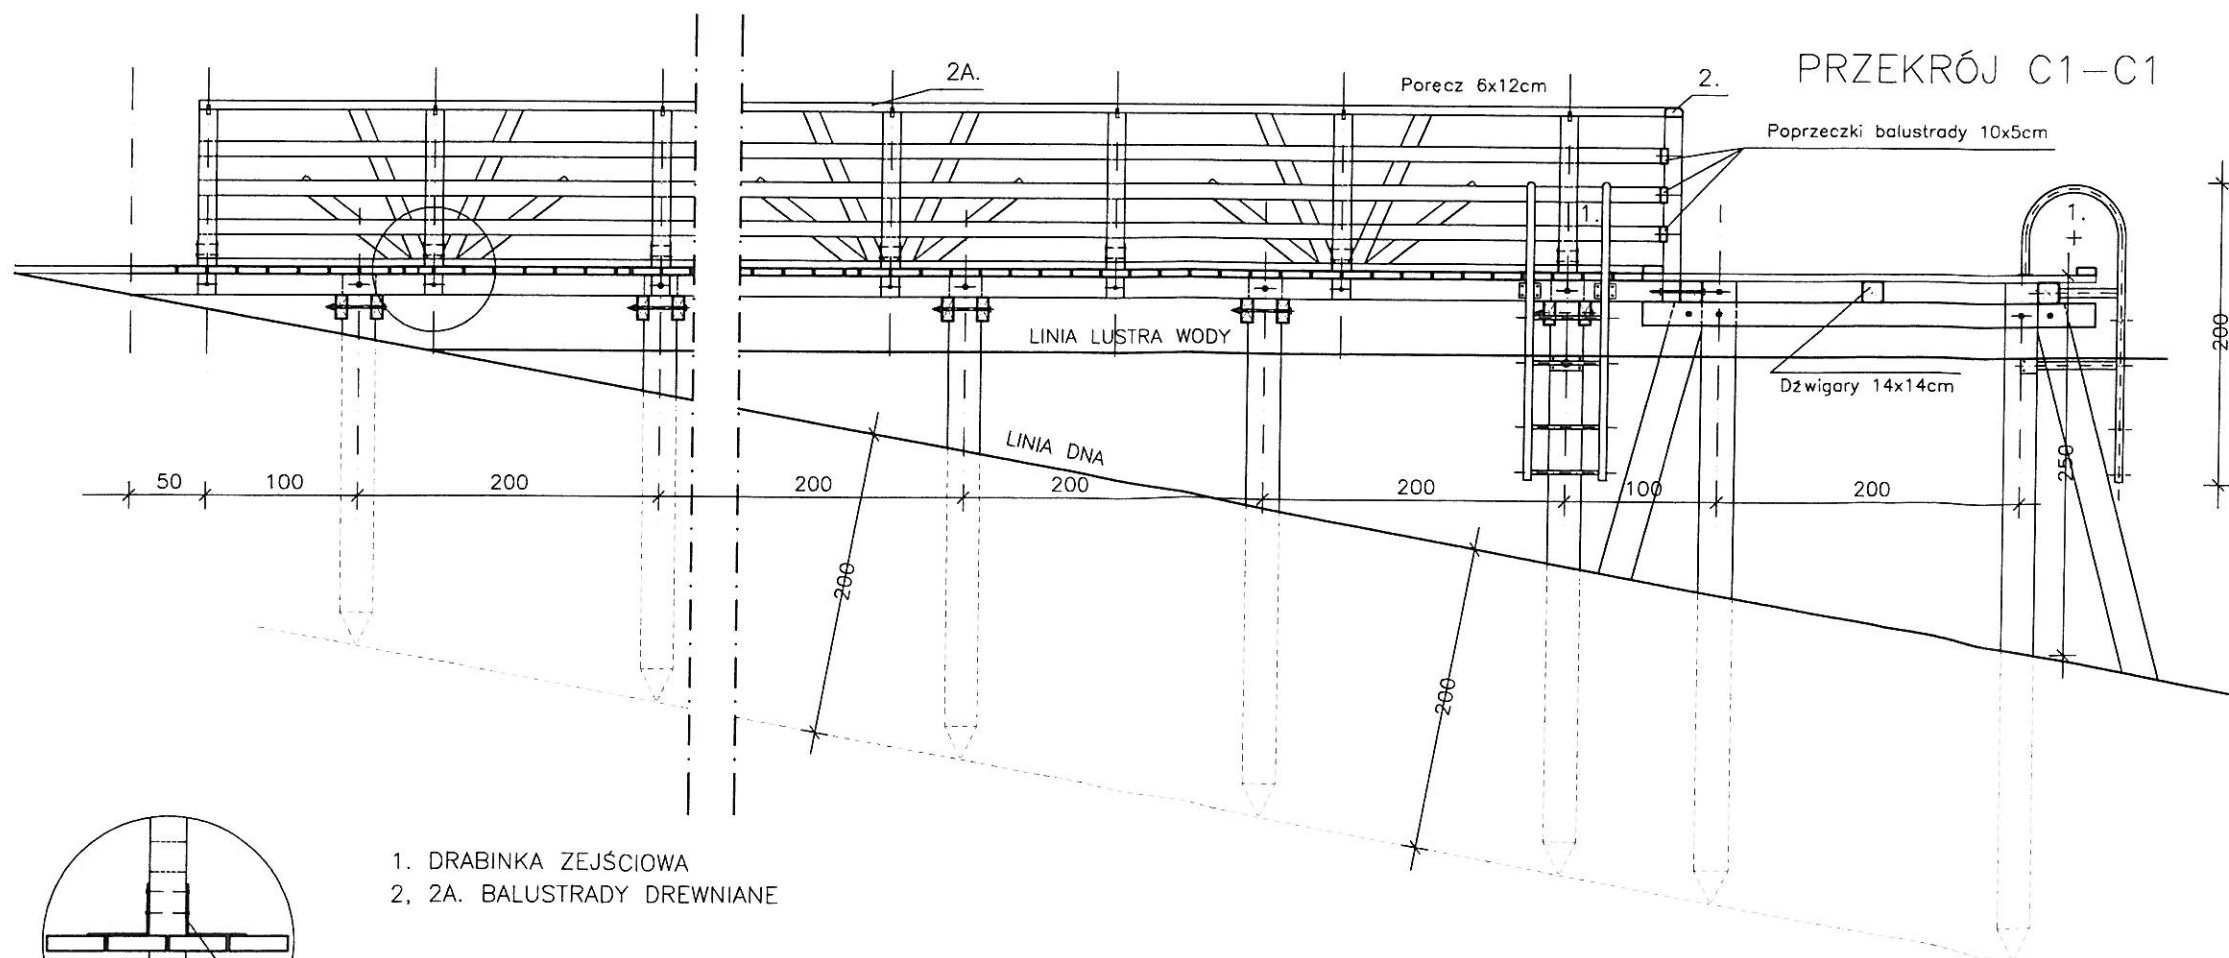 PRZEKRÓJ C1-C1
2A.
Poręcz 6x12cm
2.
Poprzeczki balustrady 10x5cm
1.
1.
200
LINIA LUSTRA WODY
Dźwigary 14x14cm
LINIA DNA
250
50 100 200 200 200 200 100 200
200
200
1. DRABINKA ZEJŚCIOWA
2, 2A. BALUSTRADY DREWNIANE